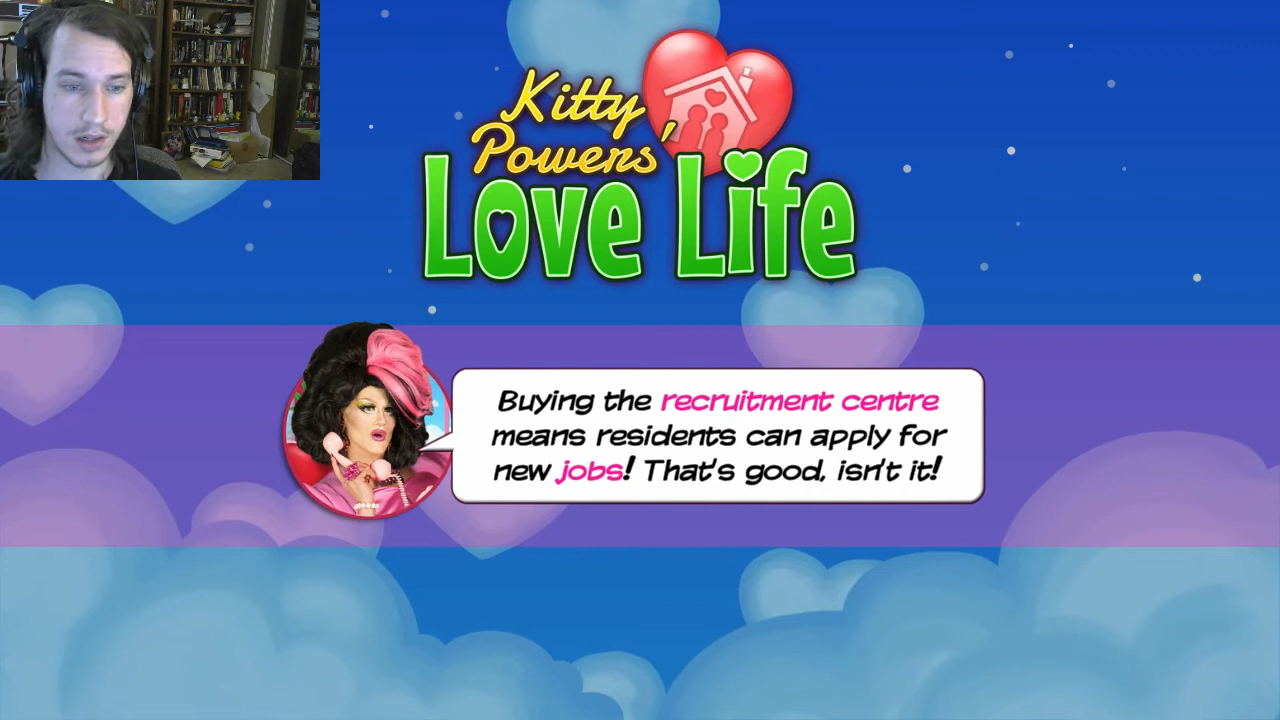 Kitty
Powers'
Love Life
Buying the recruitment centre
means residents can apply for
new jobs! That's good, isn't it!